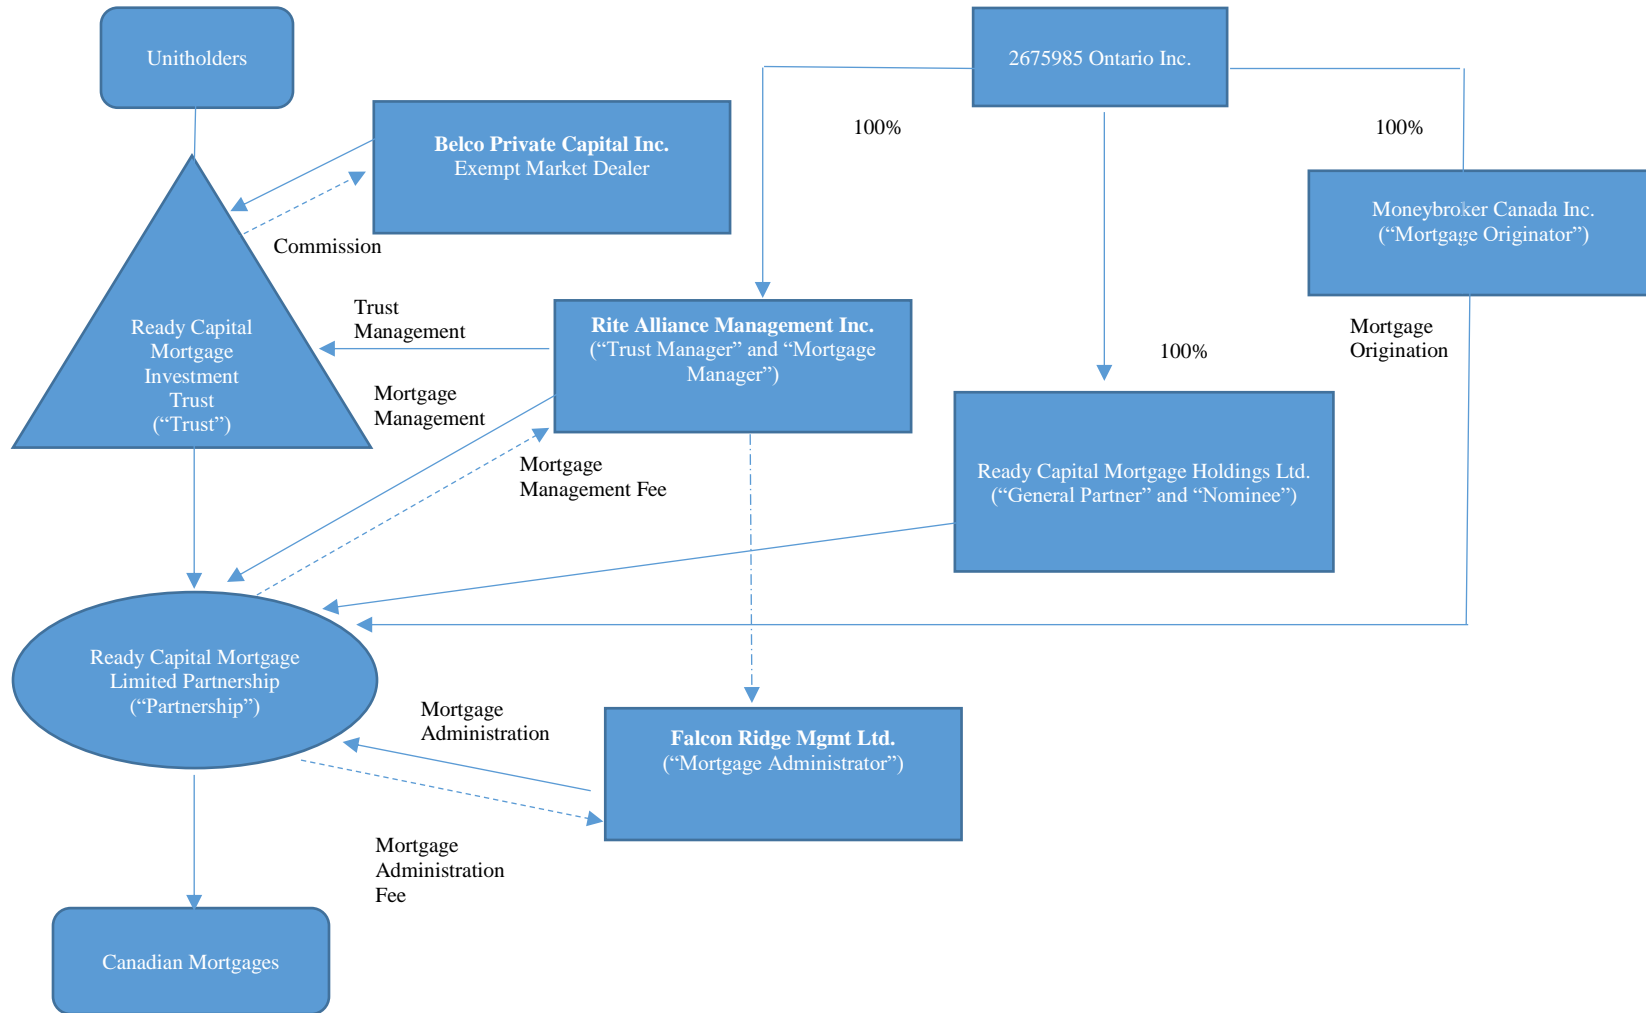 Unitholders
2675985 Ontario Inc.
Belco Private Capital Inc.
Exempt Market Dealer
100%
100%
Moneybroker Canada Inc.
(“Mortgage Originator”)
Commission
Trust
Management
Rite Alliance Management Inc.
(“Trust Manager” and “Mortgage
Manager”)
Ready Capital
Mortgage
Investment
Trust
(“Trust”)
Mortgage
Origination
100%
Mortgage
Management
Mortgage
Management Fee
Ready Capital Mortgage Holdings Ltd.
(“General Partner” and “Nominee”)
Ready Capital Mortgage
Limited Partnership
(“Partnership”)
Mortgage
Administration
Falcon Ridge Mgmt Ltd.
(“Mortgage Administrator”)
Mortgage
Administration
Fee
Canadian Mortgages